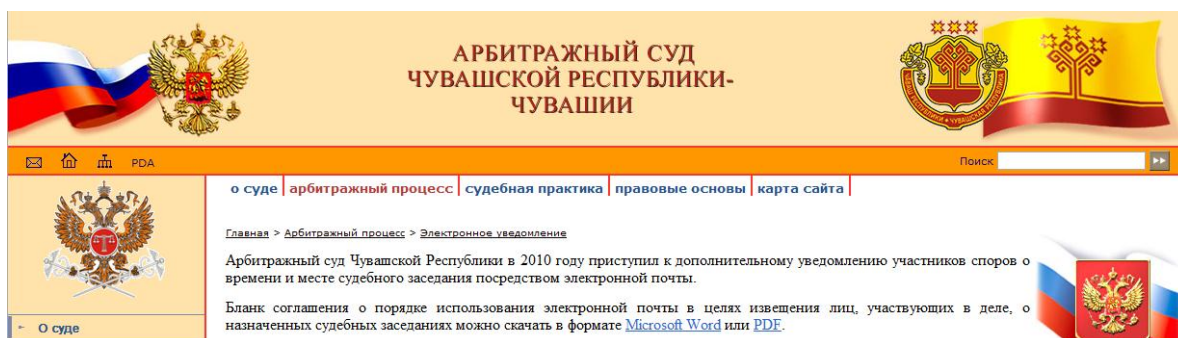 АРБИТРАЖНЫЙ СУД
ЧУВАШСКОЙ РЕСПУБЛИКИ-
ЧУВАШИИ
PDA
Поиск
о суде арбитражный процесс судебная практика правовые основы карта сайта
Главная > Арбитражный процесс > Электронное уведомление
Арбитражный суд Чувашской Республики в 2010 году приступил к дополнительному уведомлению участников споров о
времени и месте судебного заседания посредством электронной почты.
Бланк соглашения о порядке использования электронной почты в целях извещения лиц, участвующих в деле, о
назначенных судебных заседаниях можно скачать в формате Microsoft Word или PDF.
О суде